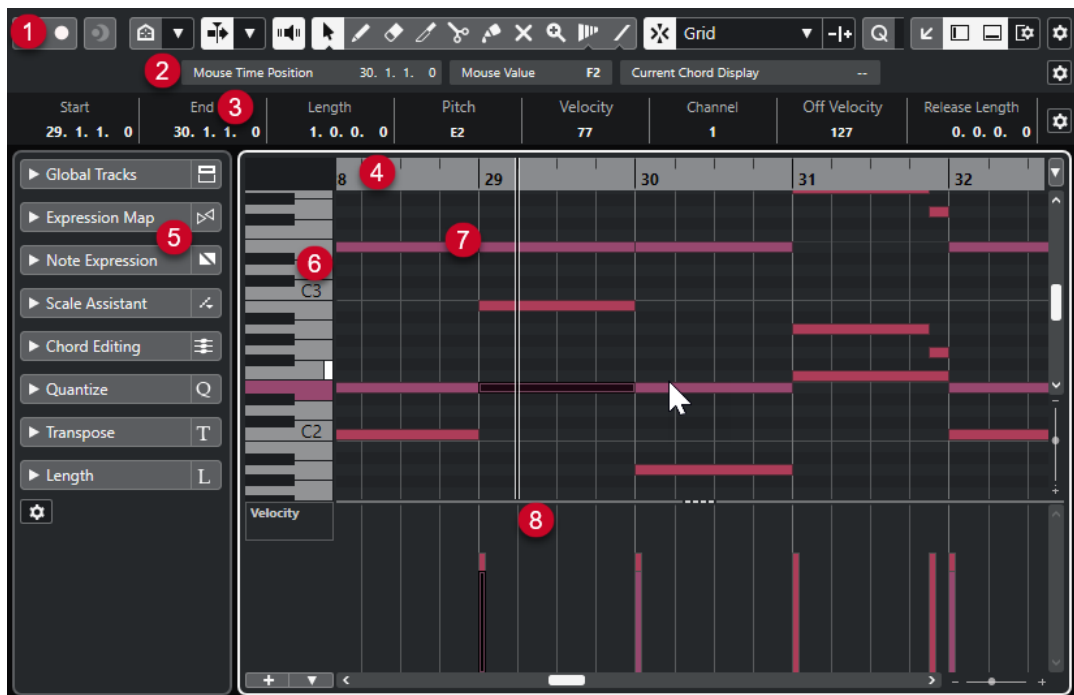 1
Grid
Q
2
Mouse Time Position 30. 1. 1. 0 Mouse Value F2 Current Chord Display --
Start End 3 Length Pitch Velocity Channel Off Velocity Release Length
29. 1. 1. 0 30. 1. 1. 0 1. 0. 0. 0 E2 77 1 127 0. 0. 0. 0
Global Tracks
8 4 29 30 31 32
Expression Map
5
7
Note Expression
6
C3
Scale Assistant
Chord Editing
Quantize Q
Transpose T
C2
Length L
Velocity
8